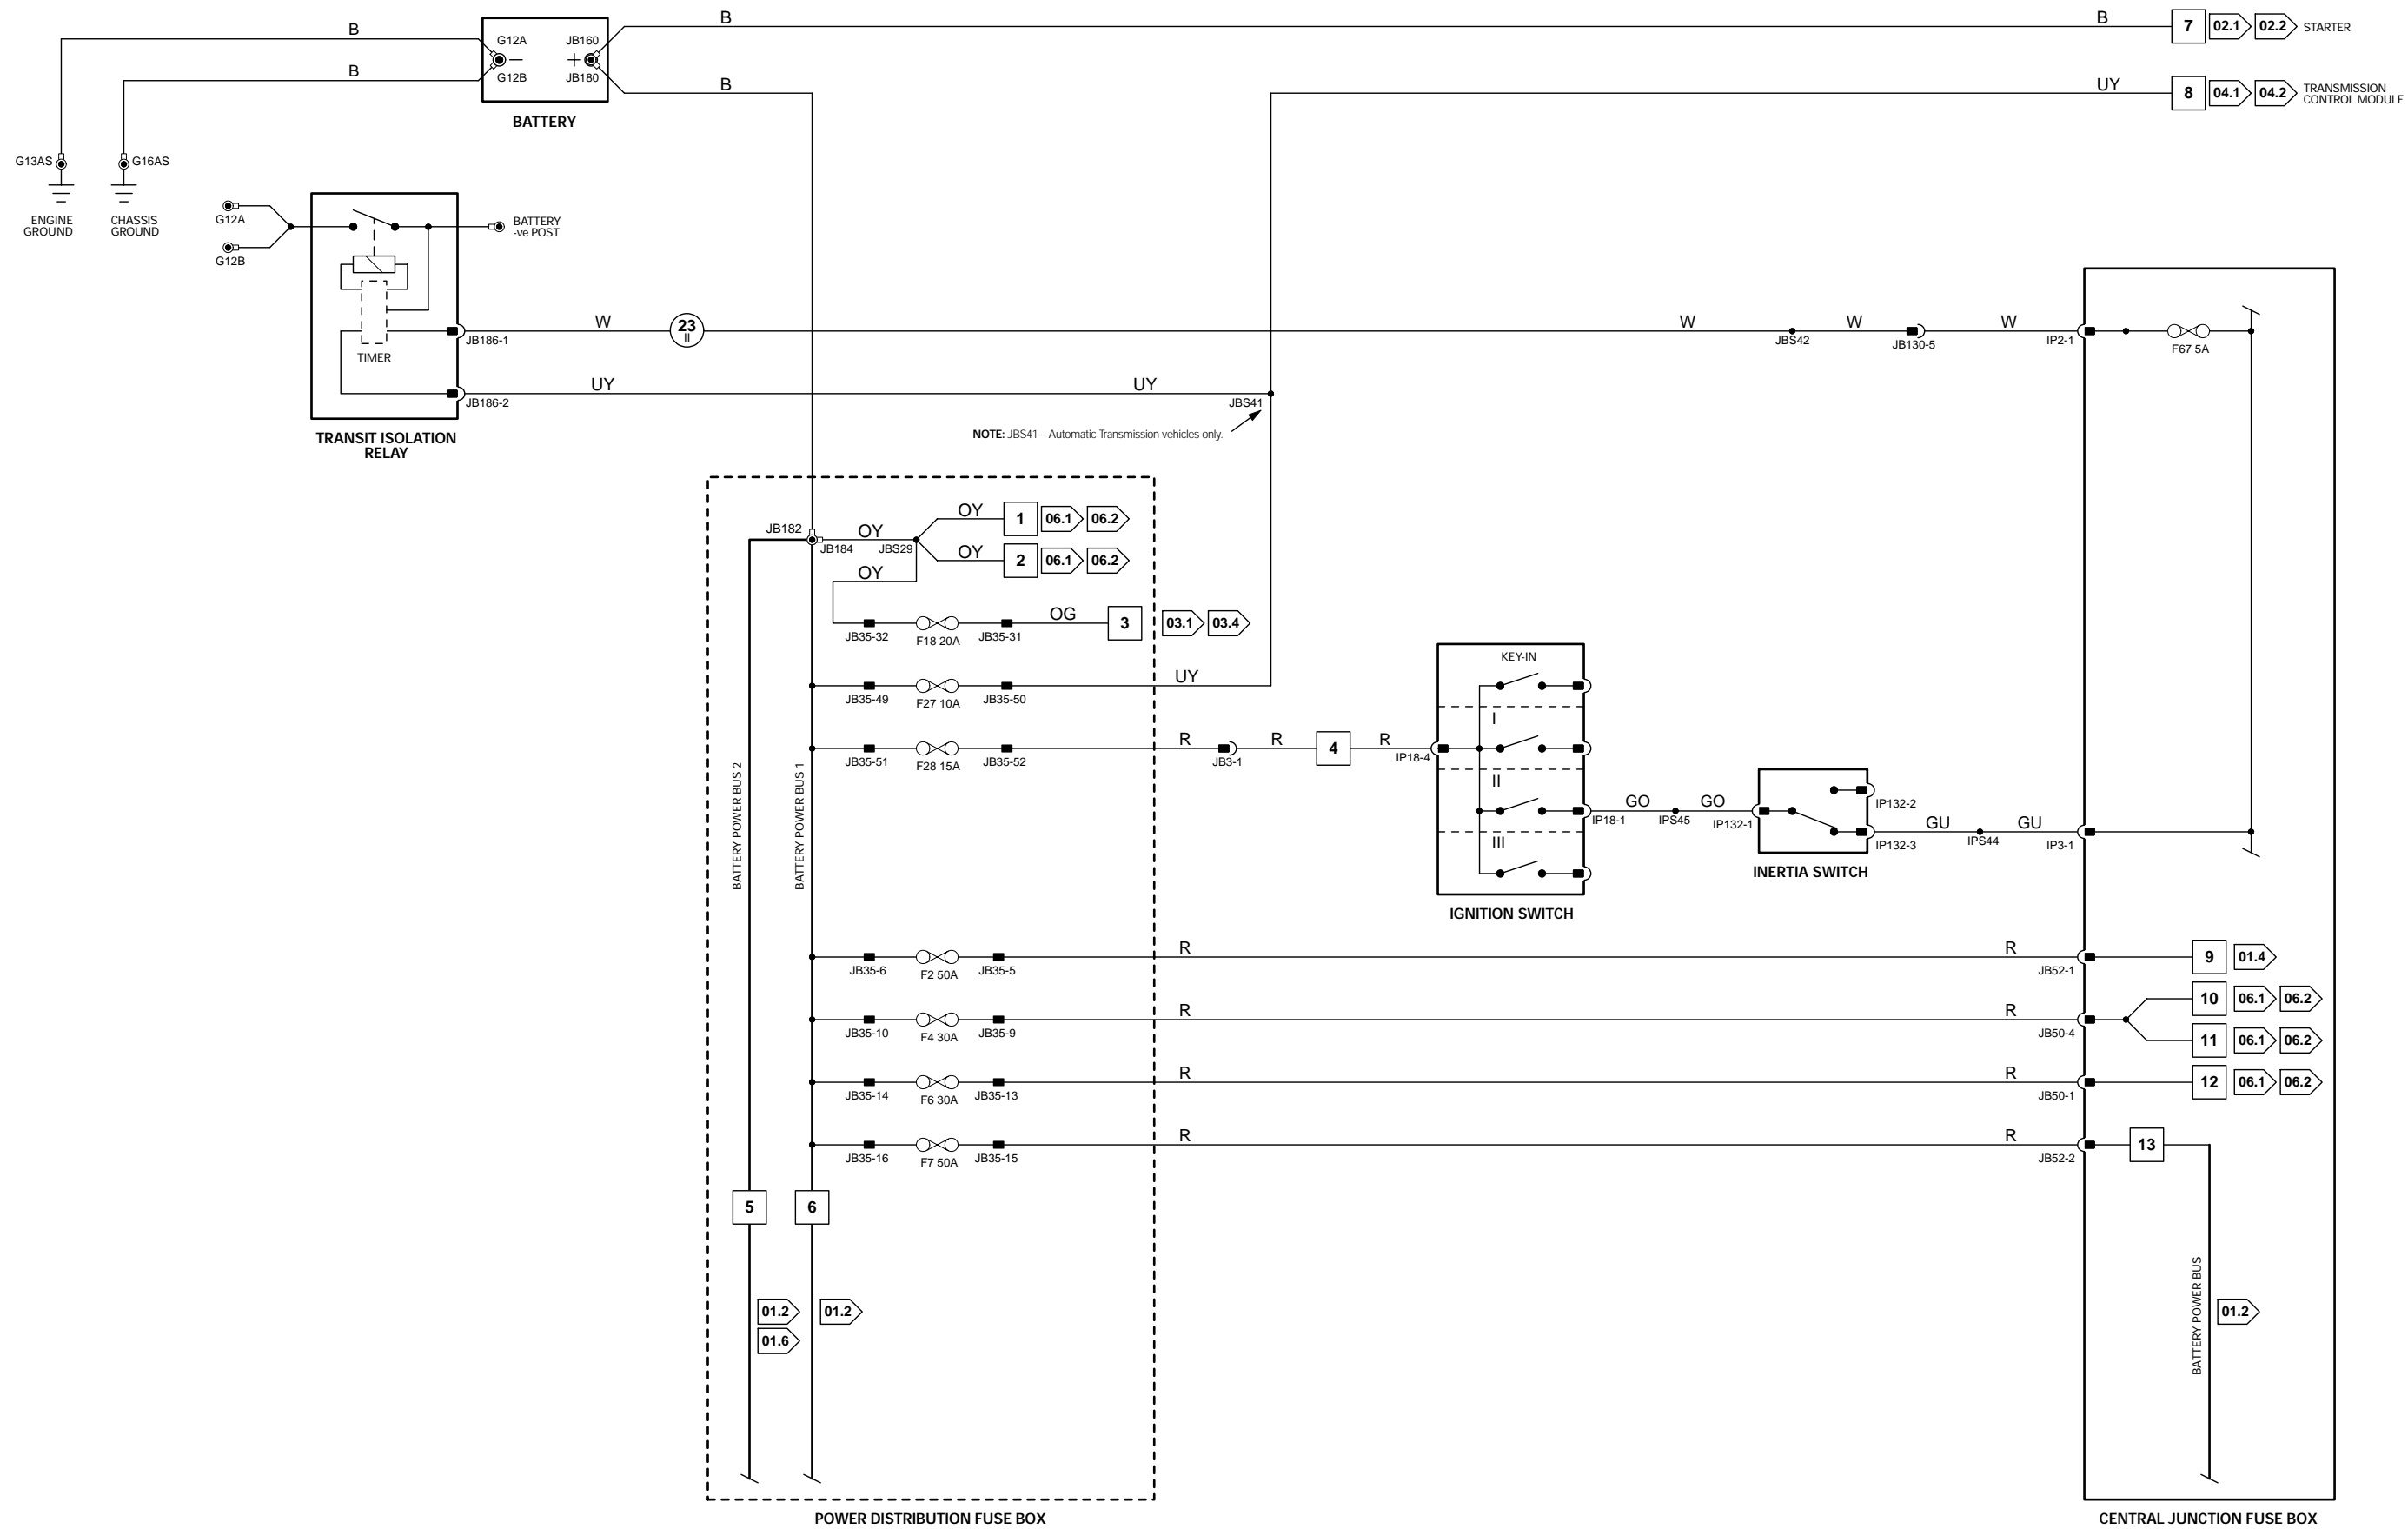 B
B
7
02.1
02.2
STARTER
B
G12A
JB160
–
+
G12B
JB180
B
BATTERY
B
UY
8
04.1
04.2
TRANSMISSION
CONTROL MODULE
G13AS
G16AS
ENGINE
GROUND
CHASSIS
GROUND
G12A
G12B
BATTERY
-ve POST
TIMER
JB186-1
W
23
II
W
JBS42
W
JB130-5
W
IP2-1
F67 5A
JB186-2
UY
UY
JBS41
TRANSIT ISOLATION
RELAY
NOTE: JBS41 – Automatic Transmission vehicles only.
JB182
JB184
OY
JBS29
OY
1
06.1
06.2
OY
2
06.1
06.2
OY
JB35-32
F18 20A
JB35-31
OG
3
03.1
03.4
JB35-49
F27 10A
JB35-50
UY
JB35-51
F28 15A
JB35-52
R
JB3-1
R
4
R
IP18-4
KEY-IN
I
II
III
IP18-1
GO
IPS45
GO
IP132-1
IP132-2
IP132-3
GU
IPS44
GU
IP3-1
IGNITION SWITCH
INERTIA SWITCH
BATTERY POWER BUS 2
BATTERY POWER BUS 1
JB35-6
F2 50A
JB35-5
R
R
JB52-1
9
01.4
JB35-10
F4 30A
JB35-9
R
R
JB50-4
10
06.1
06.2
11
06.1
06.2
JB35-14
F6 30A
JB35-13
R
R
JB50-1
12
06.1
06.2
JB35-16
F7 50A
JB35-15
R
R
JB52-2
13
5
6
01.2
01.6
01.2
BATTERY POWER BUS
01.2
POWER DISTRIBUTION FUSE BOX
CENTRAL JUNCTION FUSE BOX